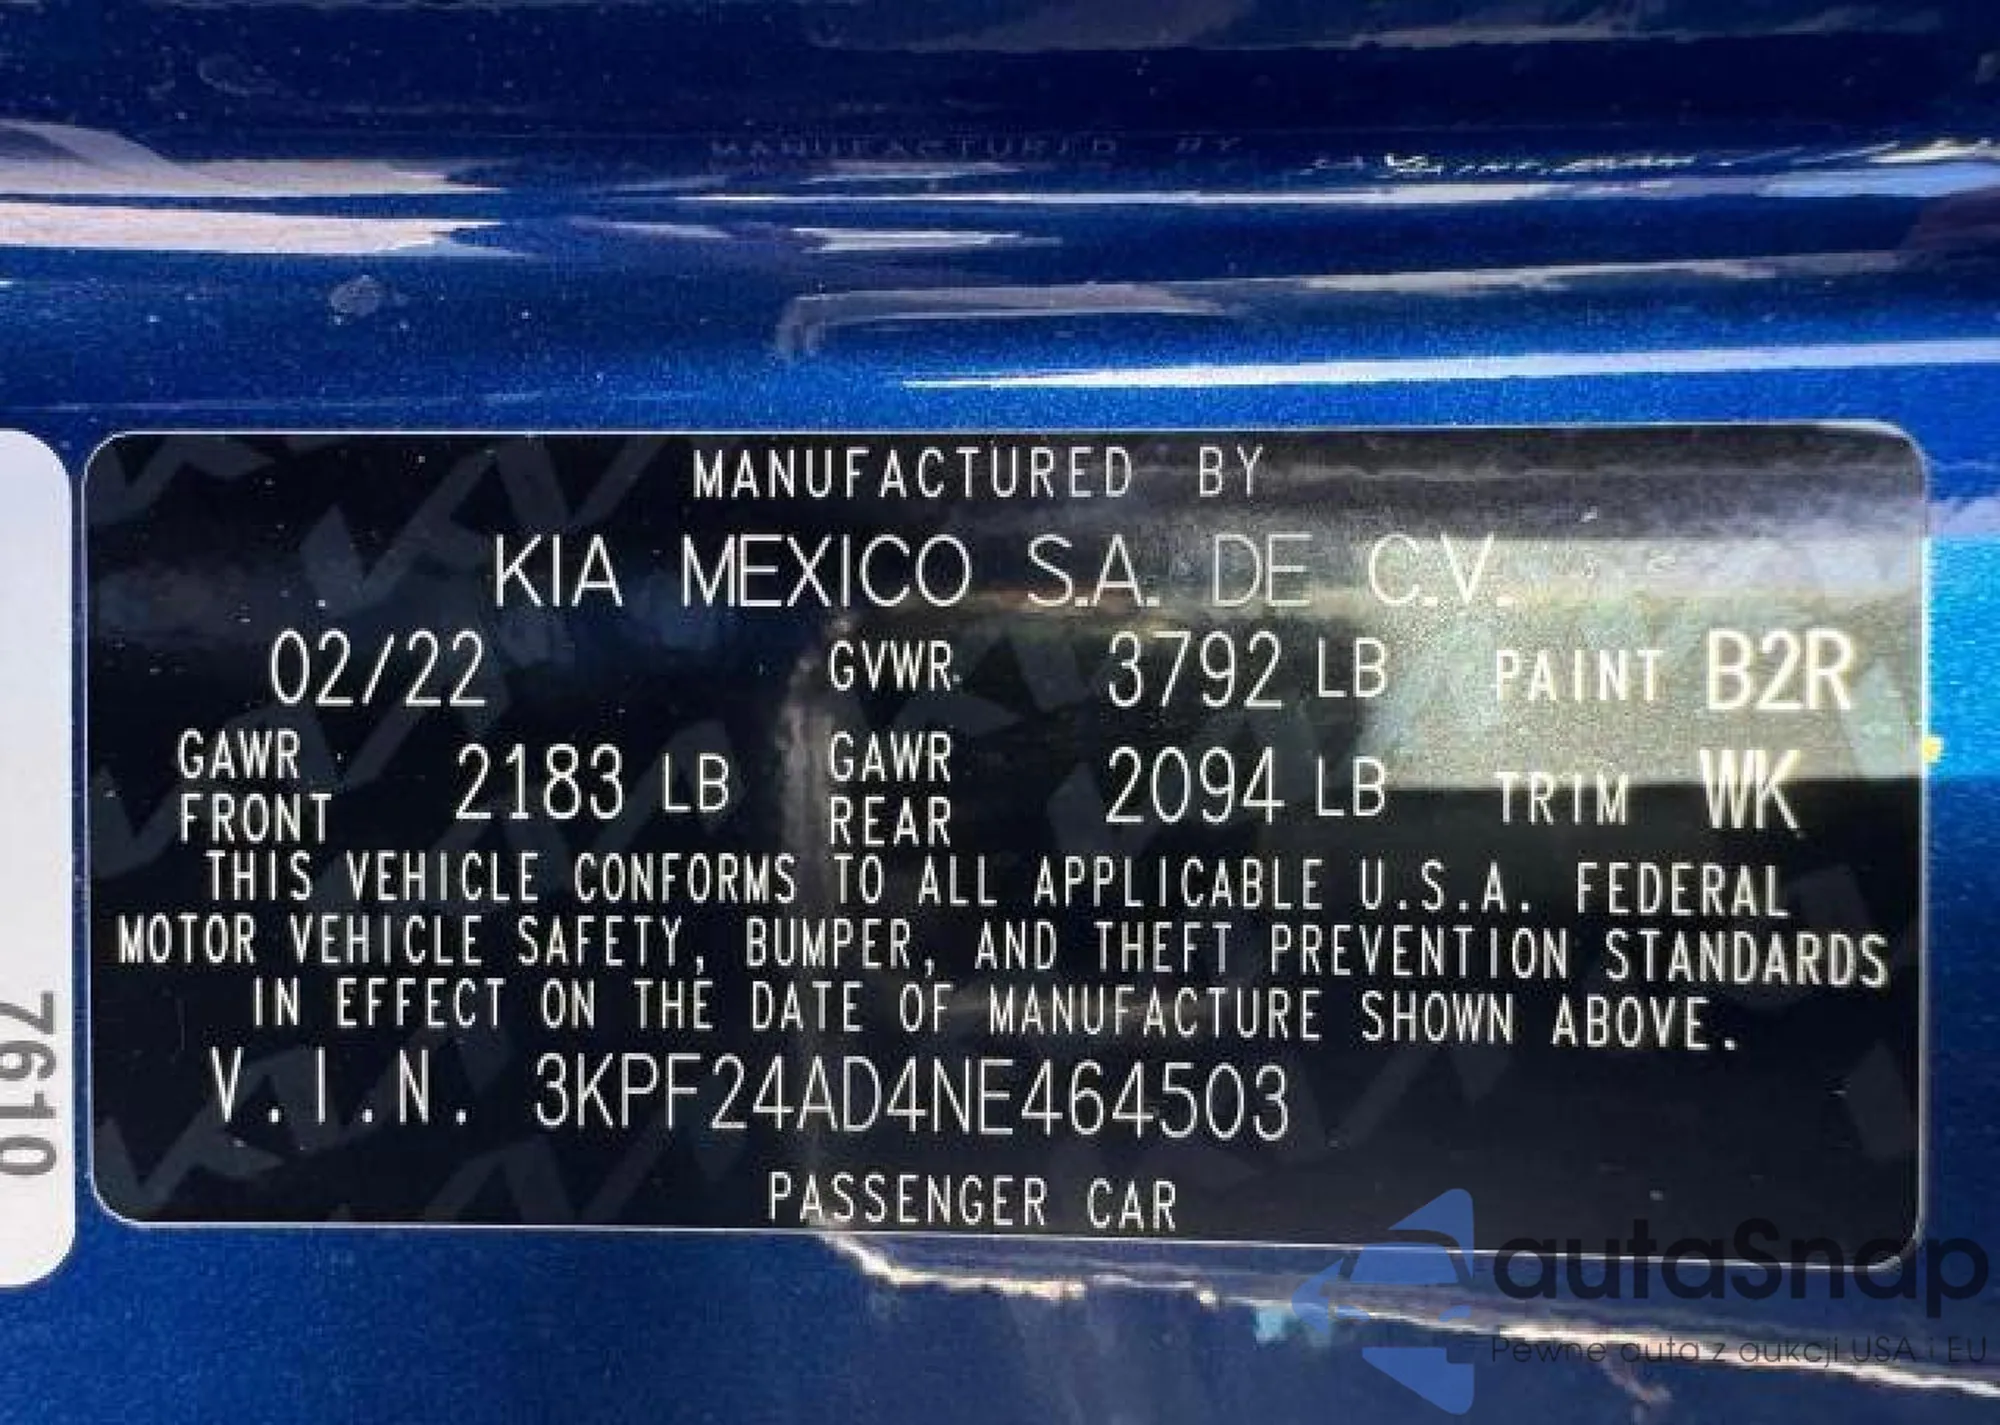 MANUFACTURED BY
MANUFACTURED BY
KIA MEXICO S.A. DE C.V.
02/22 GVWR 3792 LB PAINT B2R
GAWR FRONT 2183 LB GAWR REAR 2094 LB TRIM WK
THIS VEHICLE CONFORMS TO ALL APPLICABLE U.S.A. FEDERAL
MOTOR VEHICLE SAFETY, BUMPER, AND THEFT PREVENTION STANDARDS
IN EFFECT ON THE DATE OF MANUFACTURE SHOWN ABOVE.
V.I.N. 3KPF24AD4NE464503
PASSENGER CAR
7610
autaSnap
Pewne auta z aukcji USA i EU